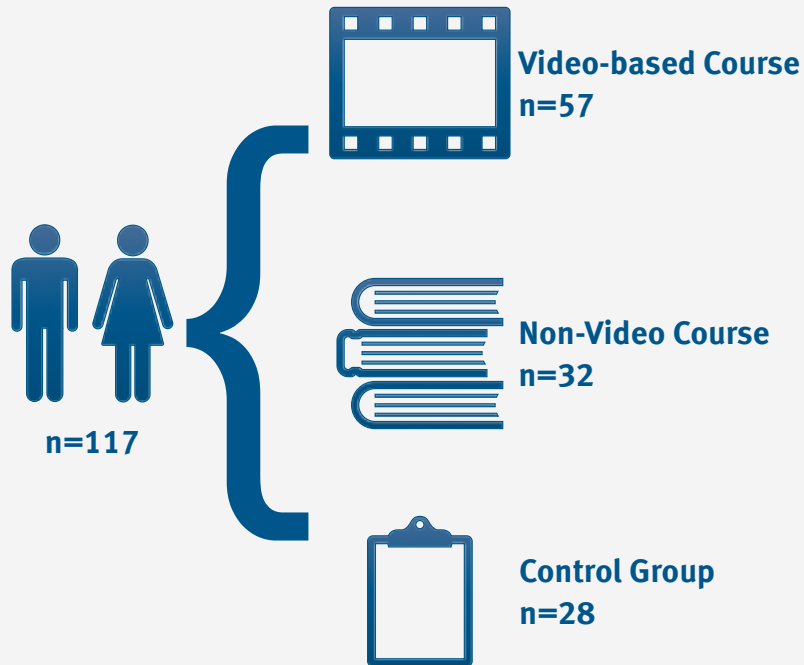 Video-based Course
n=57
Non-Video Course
n=32
n=117
Control Group
n=28